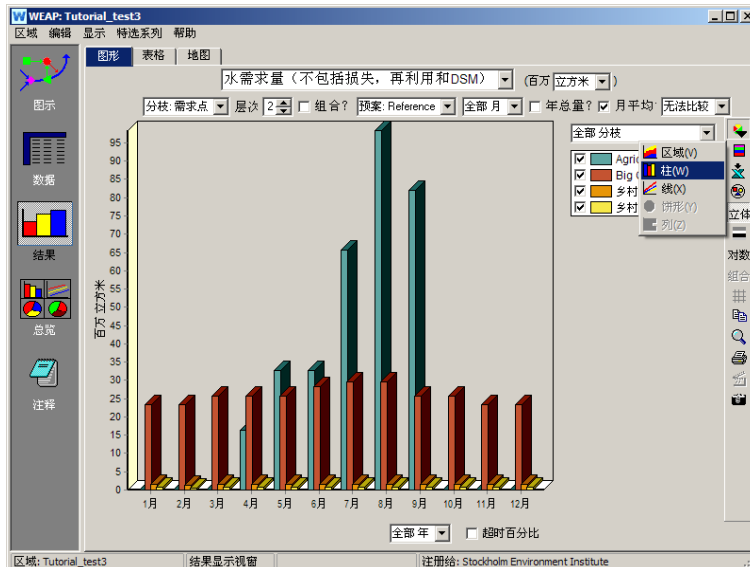 WEAP: Tutorial_test3
区域 编辑 显示 特选系列 帮助
图形 表格 地图
水需求量（不包括损失，再利用和DSM） (百万 立方米 )
分枝: 需求点 层次 2 组合? 预案: Reference 全部 月 年总量? 月平均 无法比较
图示
数据
结果
总览
注释
全部 分枝
Agric
Big C
乡村
乡村
区域(V)
柱(W)
线(X)
饼形(Y)
列(Z)
立体
对数
组合
百万 立方米
95
90
85
80
75
70
65
60
55
50
45
40
35
30
25
20
15
10
5
0
1月 2月 3月 4月 5月 6月 7月 8月 9月 10月 11月 12月
全部 年 超时百分比
区域: Tutorial_test3 结果显示视窗 注册给: Stockholm Environment Institute